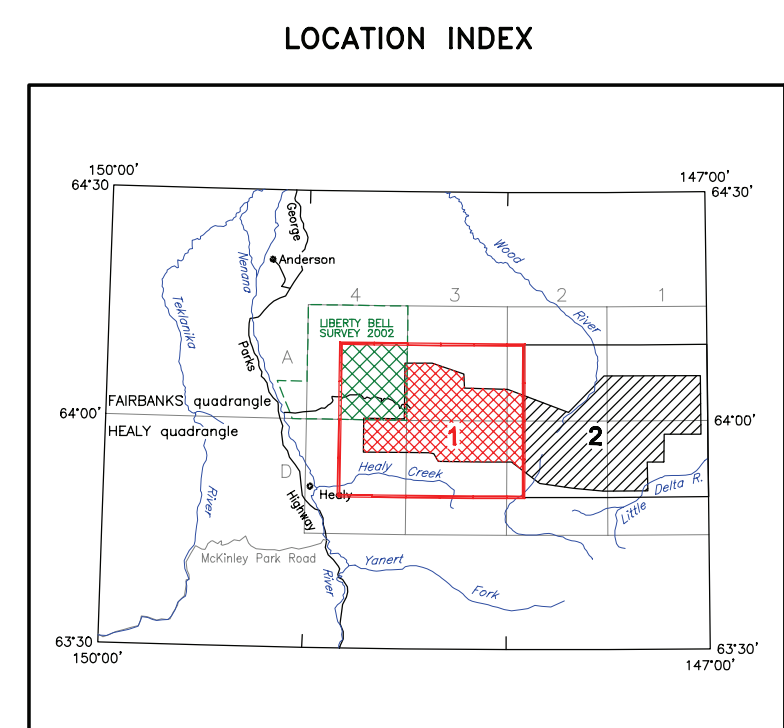 LOCATION INDEX
150°00'
147°00'
64°30
64°30'
George
Wood
Anderson
Nenana
Teklanika
4
3
2
1
River
LIBERTY BELL
SURVEY 2002
Parks
A
FAIRBANKS quadrangle
64°00'
64°00'
HEALY quadrangle
1
2
D
Healy Creek
Healy
Highway
River
Little Delta R.
McKinley Park Road
Yanert
Fork
River
63°30
63°30'
150°00'
147°00'